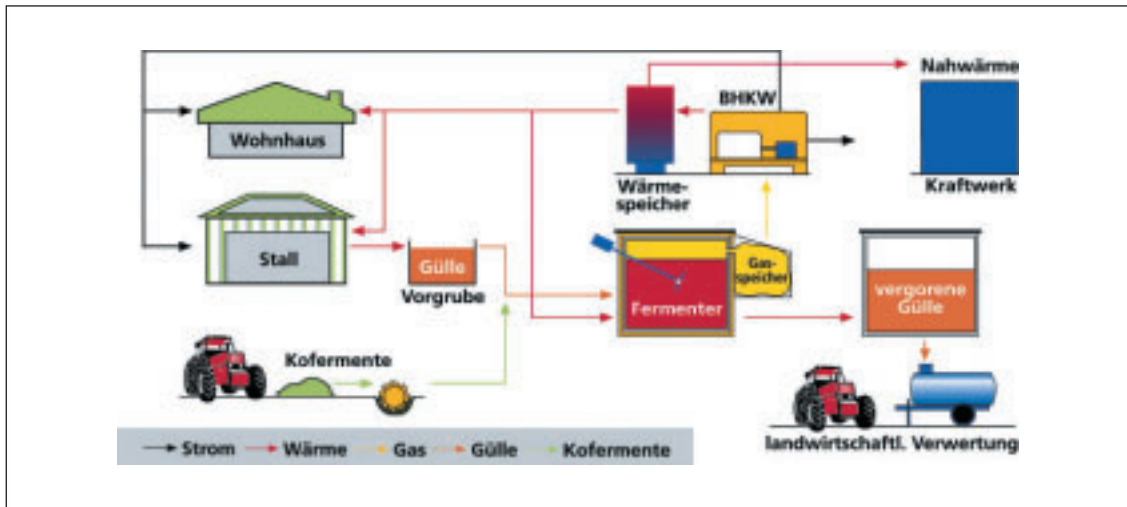 Nahwärme
BHKW
Wohnhaus
Wärme-
speicher
Kraftwerk
Stall
Gülle
Vorgrube
Gas-
speicher
Fermenter
vergorene
Gülle
Kofermente
landwirtschaftl. Verwertung
Strom Wärme Gas Gülle Kofermente